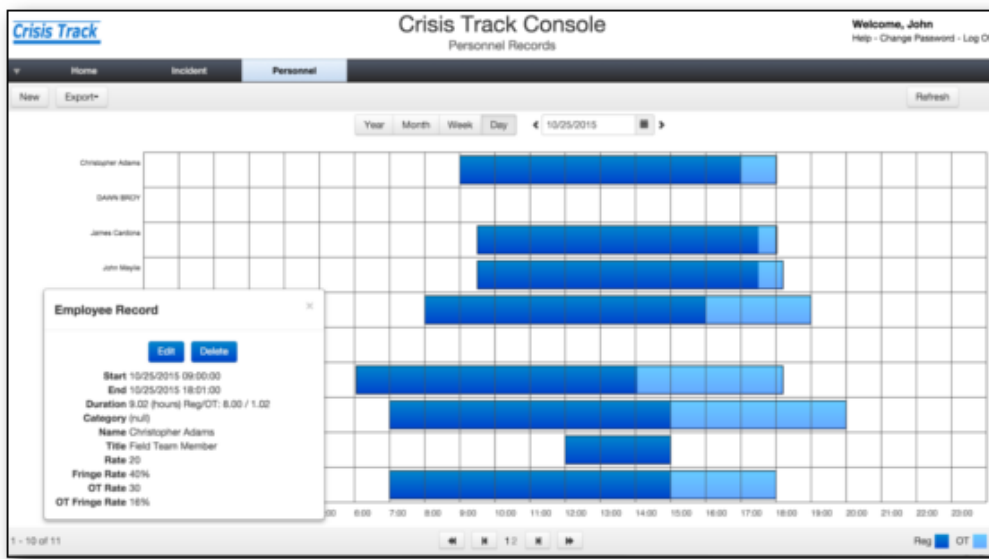 Crisis Track
Crisis Track Console
Personnel Records
Welcome, John
Help - Change Password - Log O
Home Incident Personnel
New Export Refresh
Year Month Week Day 10/25/2015
Christopher Adams
DAWN BROY
James Cardona
John Mayila
Employee Record
Edit Delete
Start 10/25/2015 09:00:00
End 10/25/2015 18:01:00
Duration 9.02 (hours) Reg/OT: 8.00 / 1.02
Category (null)
Name Christopher Adams
Title Field Team Member
Rate 20
Fringe Rate 40%
OT Rate 30
OT Fringe Rate 16%
:00 6:00 7:00 8:00 9:00 10:00 11:00 12:00 13:00 14:00 15:00 16:00 17:00 18:00 19:00 20:00 21:00 22:00 23:00
1 - 10 of 11 1 2 Reg OT